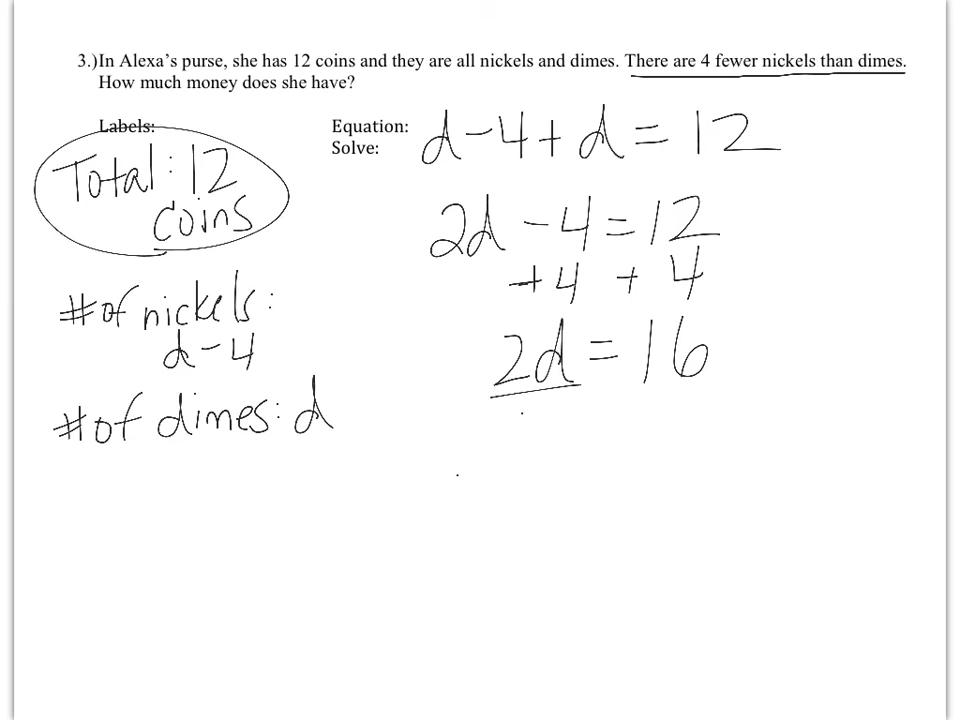 3.)In Alexa's purse, she has 12 coins and they are all nickels and dimes. There are 4 fewer nickels than dimes.
How much money does she have?
Labels:
Total: 12
coins
# of nickels:
d-4
# of dimes: d
Equation:
Solve:
d-4+d=12
2d-4=12
+4 +4
2d=16